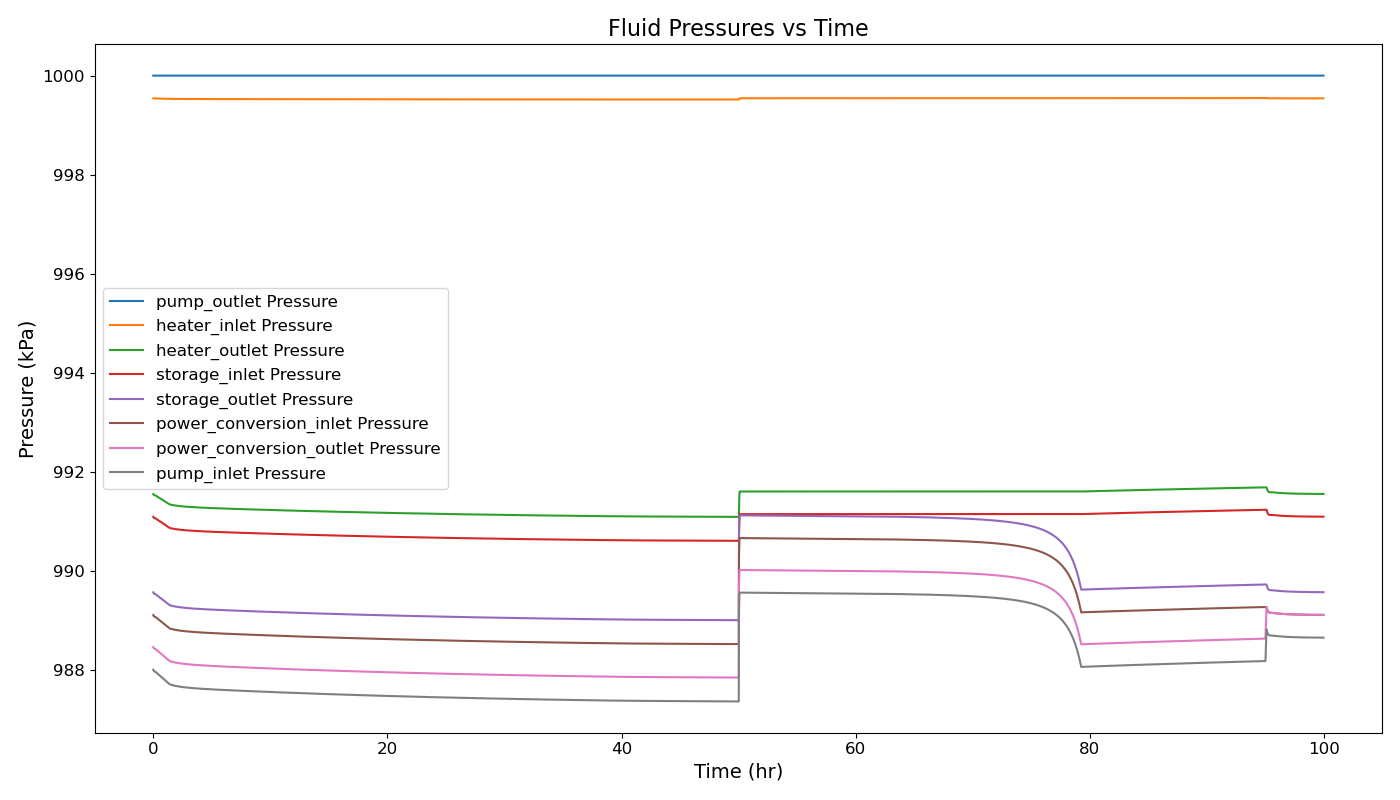 Fluid Pressures vs Time
Pressure (kPa)
1000
998
996
994
992
990
988
pump_outlet Pressure
heater_inlet Pressure
heater_outlet Pressure
storage_inlet Pressure
storage_outlet Pressure
power_conversion_inlet Pressure
power_conversion_outlet Pressure
pump_inlet Pressure
0 20 40 60 80 100
Time (hr)